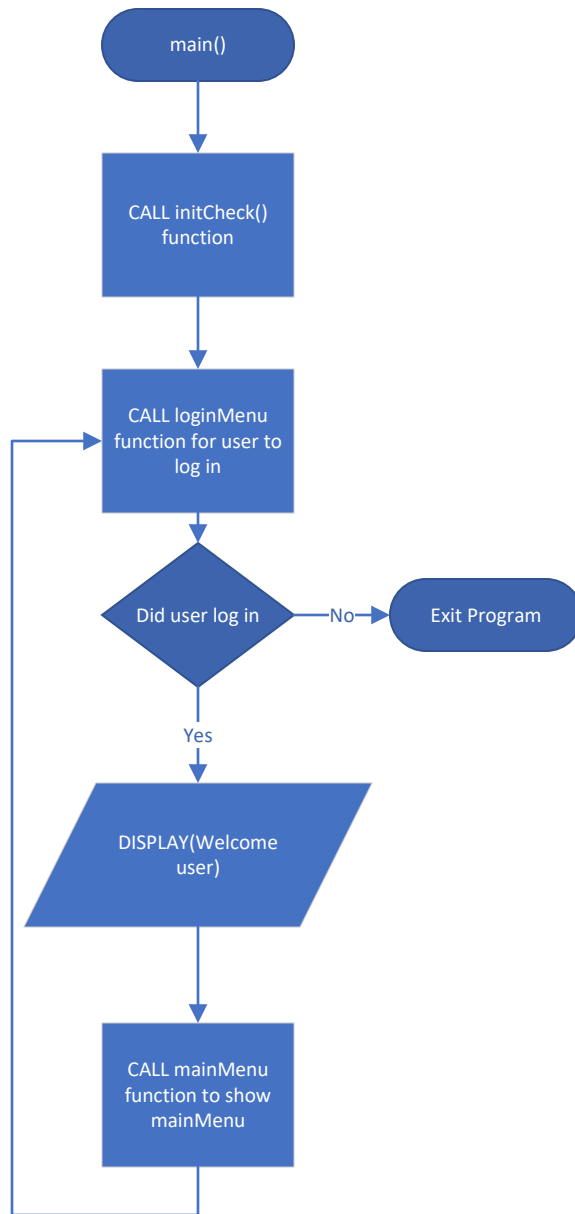 main()
CALL initCheck()
function
CALL loginMenu
function for user to
log in
Did user log in
No
Exit Program
Yes
DISPLAY(Welcome
user)
CALL mainMenu
function to show
mainMenu